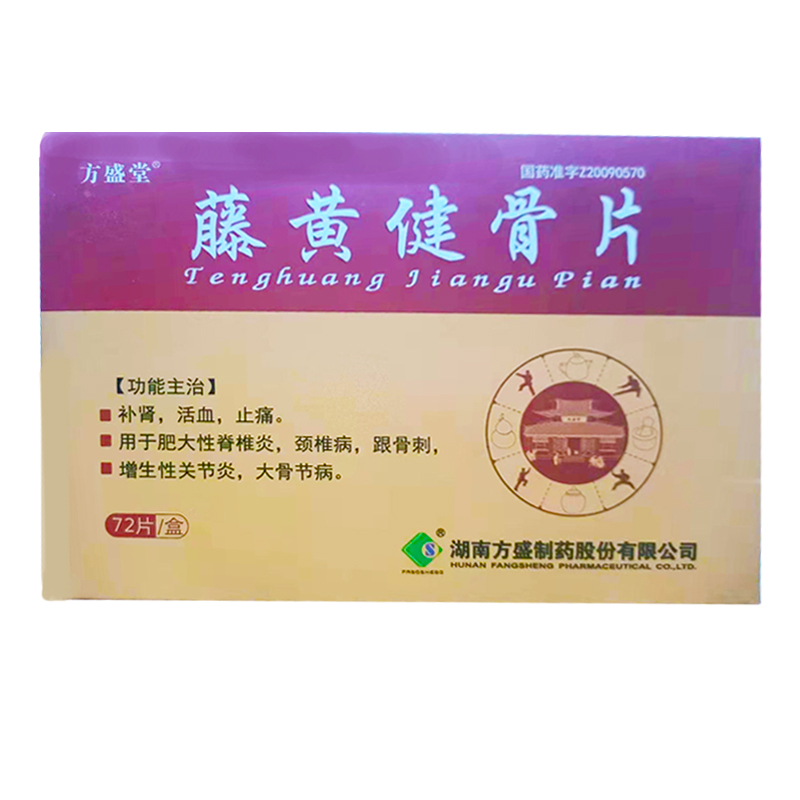 方盛堂®
国药准字Z20090570
藤黄健骨片
Tenghuang Jiangu Pian
【功能主治】
补肾，活血，止痛。
用于肥大性脊椎炎，颈椎病，跟骨刺，
增生性关节炎，大骨节病。
72片/盒
®
湖南方盛制药股份有限公司
HUNAN FANGSHENG PHARMACEUTICAL CO.,LTD.